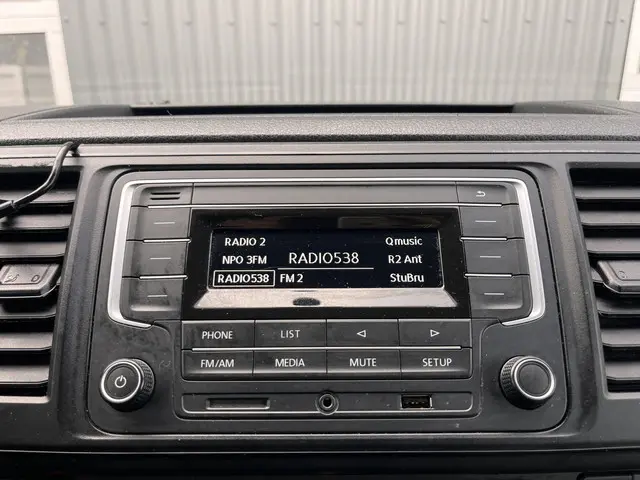 RADIO 2
Qmusic
NPO 3FM
RADIO538
R2 Ant
RADIO538
FM 2
StuBru
PHONE
LIST
FM/AM
MEDIA
MUTE
SETUP